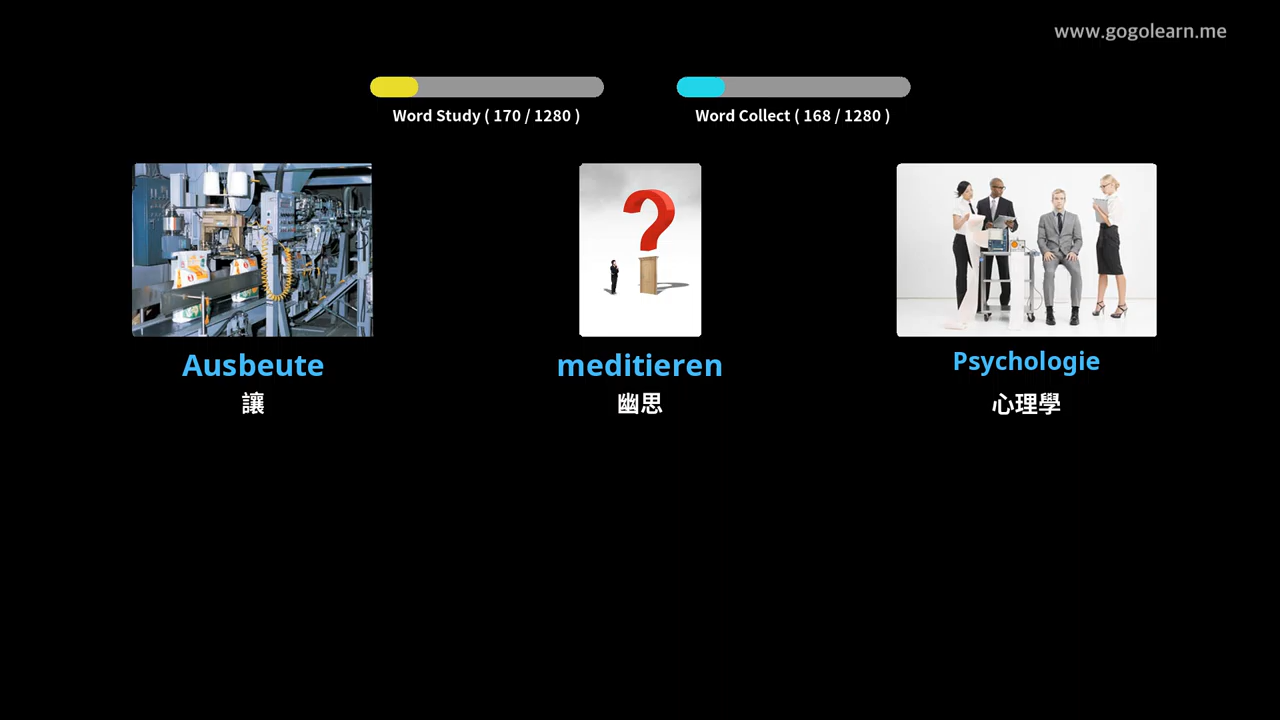 www.gogolearn.me
Word Study ( 170 / 1280 )
Word Collect ( 168 / 1280 )
Ausbeute
讓
meditieren
幽思
Psychologie
心理學